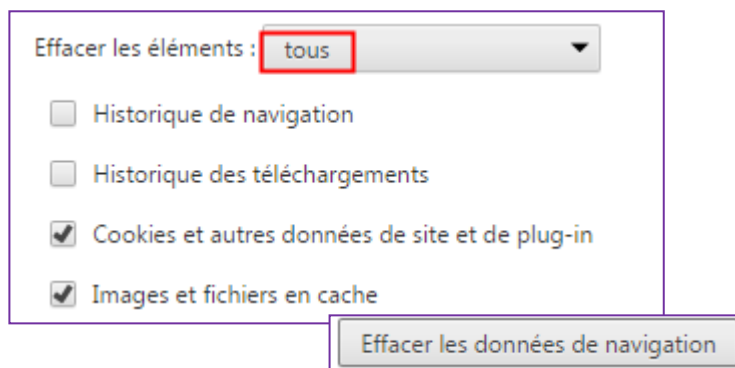 Effacer les éléments : tous
Historique de navigation
Historique des téléchargements
Cookies et autres données de site et de plug-in
Images et fichiers en cache
Effacer les données de navigation